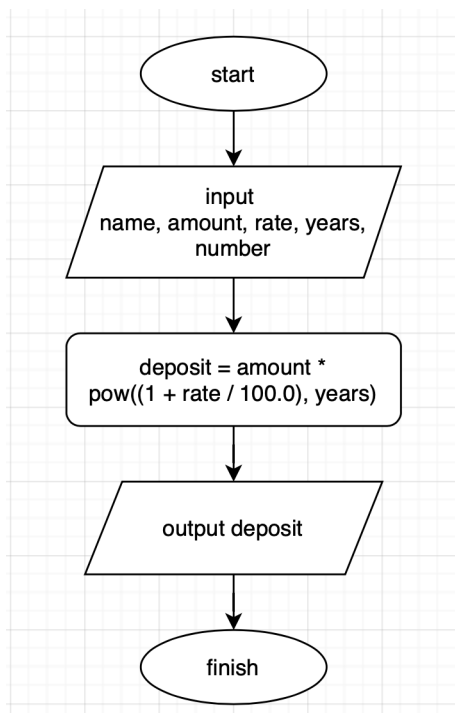 start
input
name, amount, rate, years,
number
deposit = amount *
pow((1 + rate / 100.0), years)
output deposit
finish